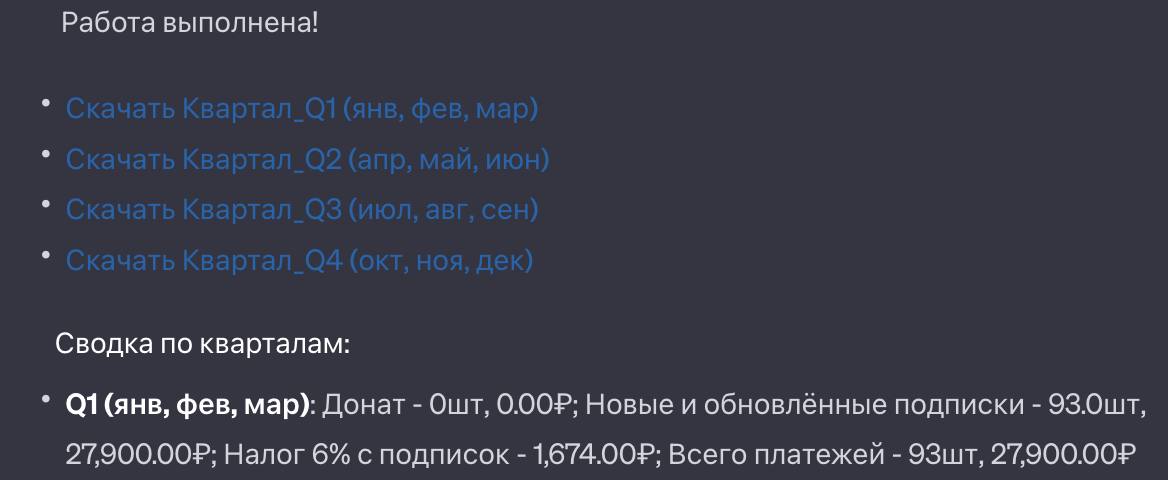 Работа выполнена!
• Скачать Квартал_Q1 (янв, фев, мар)
• Скачать Квартал_Q2 (апр, май, июн)
• Скачать Квартал_Q3 (июл, авг, сен)
• Скачать Квартал_Q4 (окт, ноя, дек)
Сводка по кварталам:
• Q1 (янв, фев, мар): Донат - 0шт, 0.00₽; Новые и обновлённые подписки - 93.0шт,
27,900.00₽; Налог 6% с подписок - 1,674.00₽; Всего платежей - 93шт, 27,900.00₽